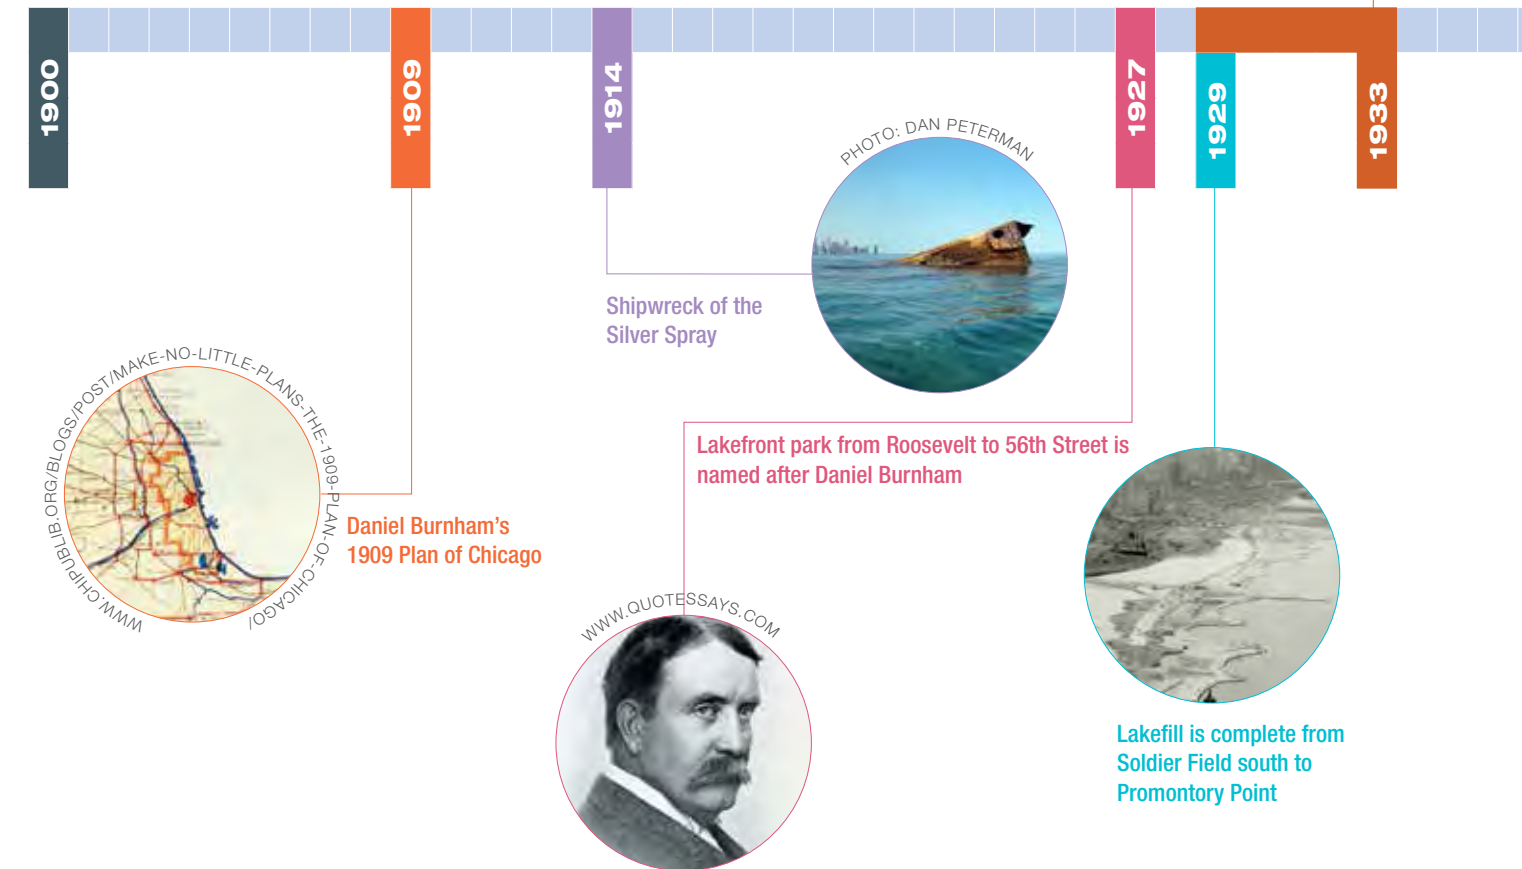 1900
1909
1914
1927
1929
1933
PHOTO: DAN PETERMAN
Shipwreck of the
Silver Spray
WWW.CHIPUBLIB.ORG/BLOGS/POST/MAKE-NO-LITTLE-PLANS-THE-1909-PLAN-OF-CHICAGO/
Daniel Burnham’s
1909 Plan of Chicago
Lakefront park from Roosevelt to 56th Street is
named after Daniel Burnham
WWW.QUOTESSAYS.COM
Lakefill is complete from
Soldier Field south to
Promontory Point